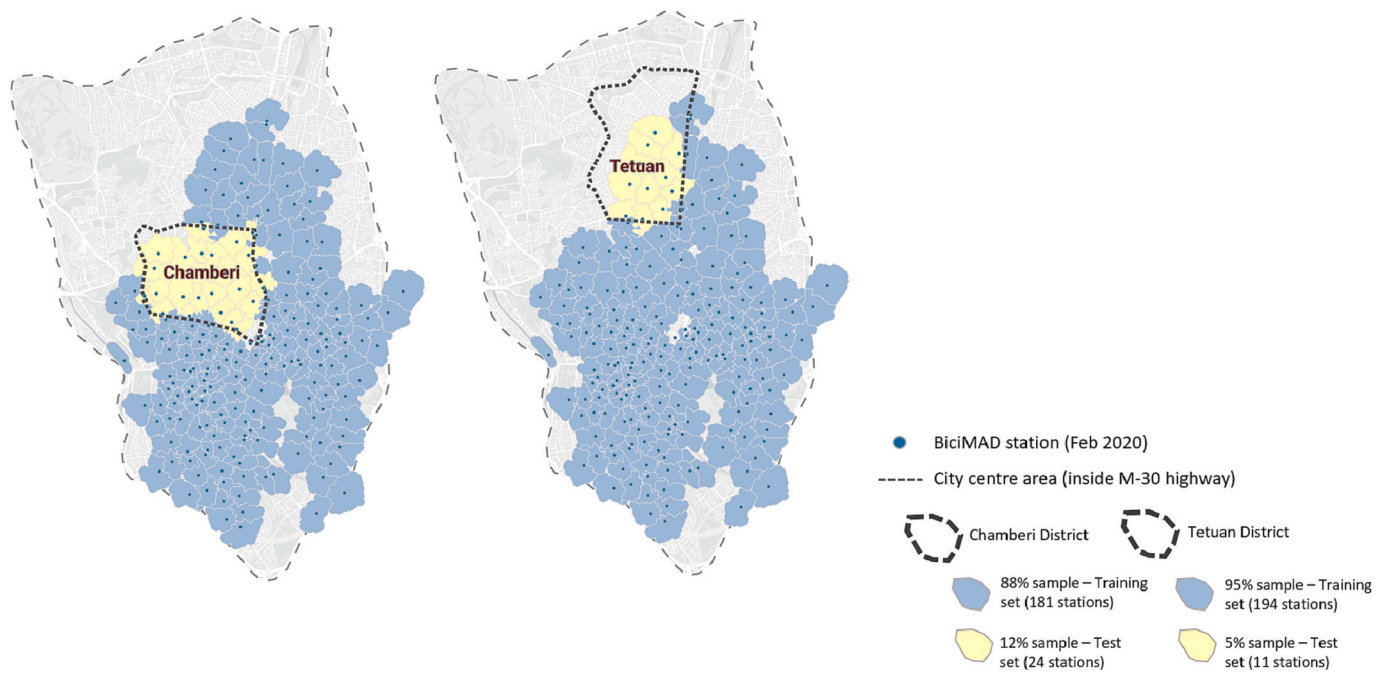 Chamberi
Tetuan
BiciMAD station (Feb 2020)
City centre area (inside M-30 highway)
Chamberi District
Tetuan District
88% sample – Training
set (181 stations)
95% sample – Training
set (194 stations)
12% sample – Test
set (24 stations)
5% sample – Test
set (11 stations)